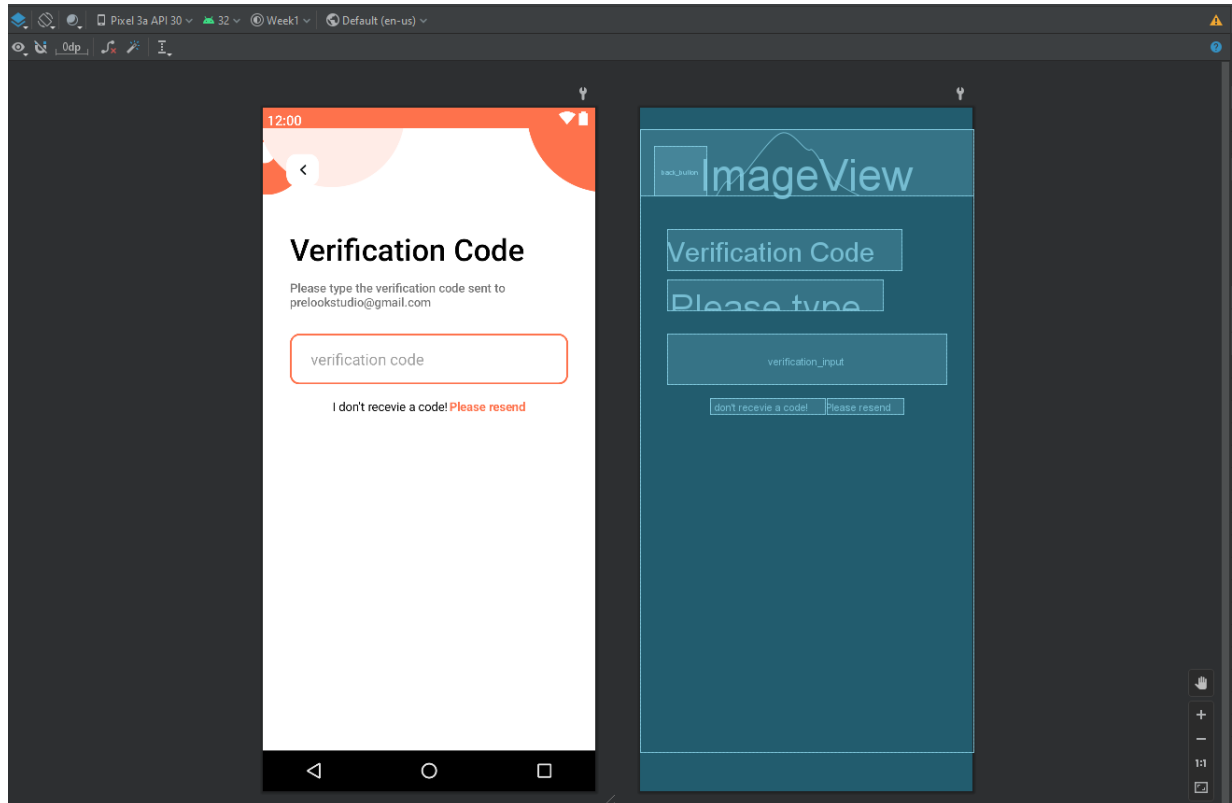 Pixel 3a API 30 32 Week1 Default (en-us)
0dp
12:00
Verification Code
Please type the verification code sent to
prelookstudio@gmail.com
verification code
I don't recevie a code! Please resend
back_button
ImageView
Verification Code
Please type
verification_input
don't recevie a code! Please resend
1:1